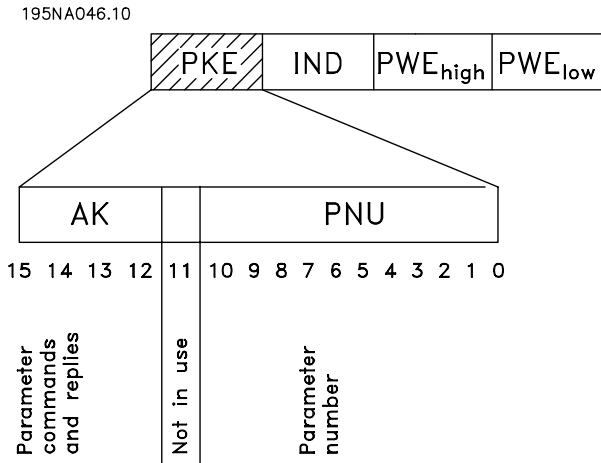 195NA046.10
PKE IND PWEhigh PWElow
AK PNU
15 14 13 12 11 10 9 8 7 6 5 4 3 2 1 0
Parameter
commands
and replies
Not in use
Parameter
number